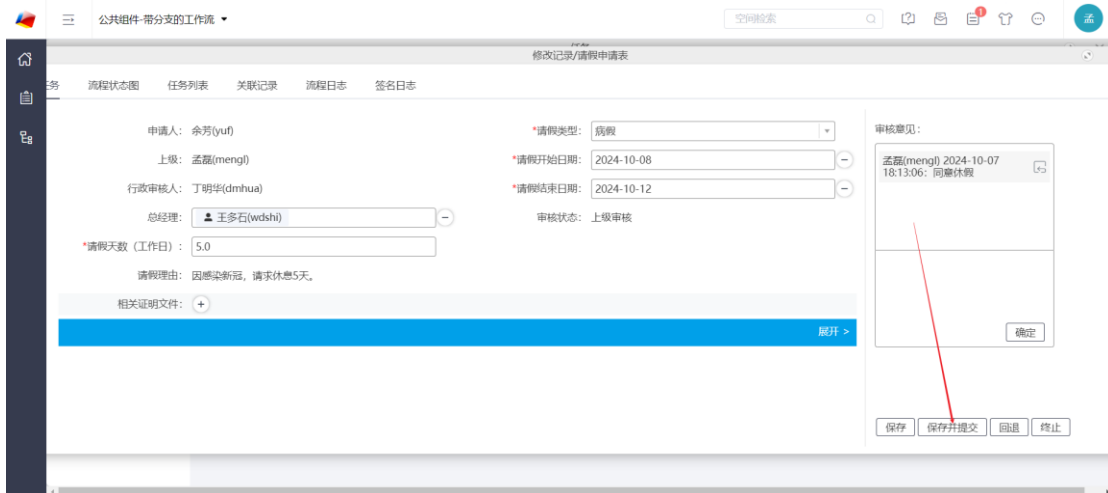 公共组件-带分支的工作流
空间检索
1
孟
修改记录/请假申请表
任务 流程状态图 任务列表 关联记录 流程日志 签名日志
申请人： 余芳(yuf)
*请假类型： 病假
审核意见：
上级： 孟磊(mengl)
*请假开始日期： 2024-10-08
孟磊(mengl) 2024-10-07
18:13:06：同意休假
行政审核人： 丁明华(dmhua)
*请假结束日期： 2024-10-12
总经理： 王多石(wdshi)
审核状态： 上级审核
*请假天数（工作日）： 5.0
请假理由： 因感染新冠，请求休息5天。
相关证明文件：
展开 >
确定
保存 保存并提交 回退 终止